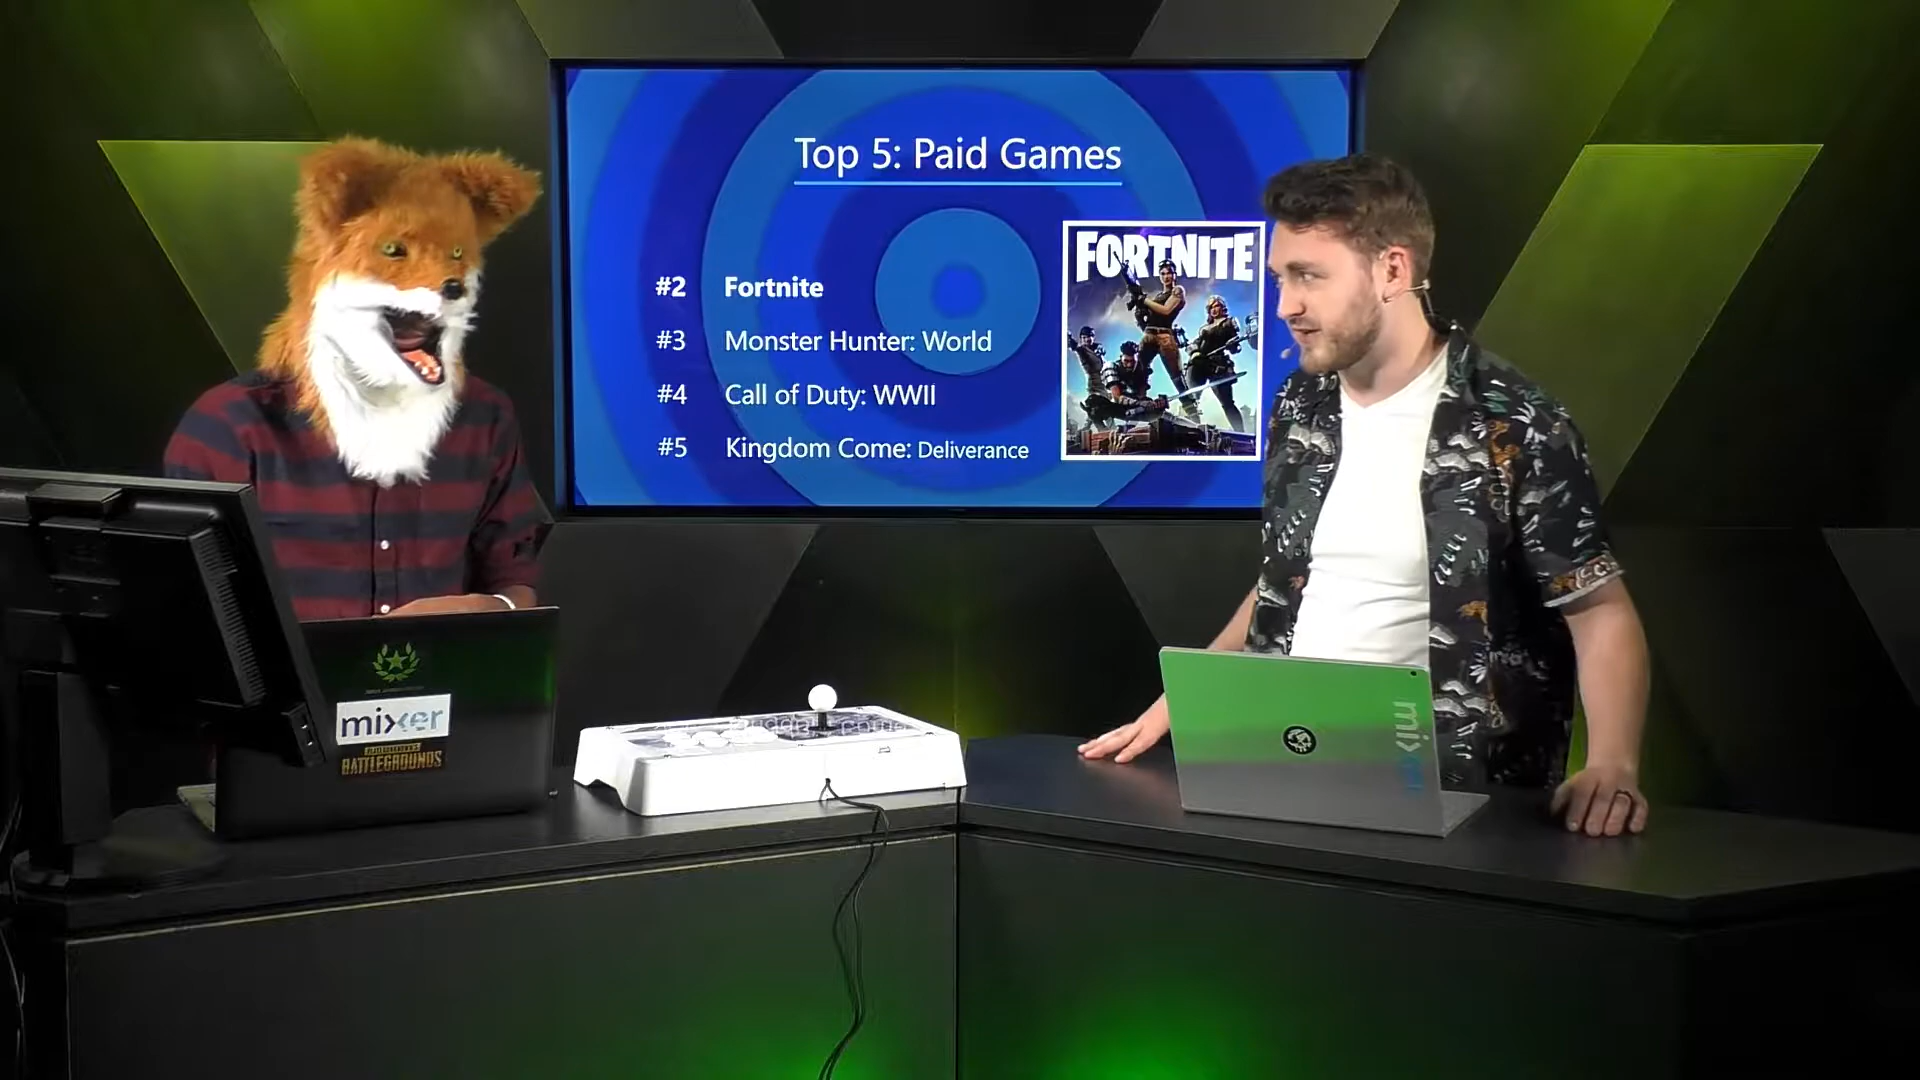 Top 5: Paid Games
FORTNITE
#2 Fortnite
#3 Monster Hunter: World
#4 Call of Duty: WWII
#5 Kingdom Come: Deliverance
mixer
BATTLEGROUNDS
mixer